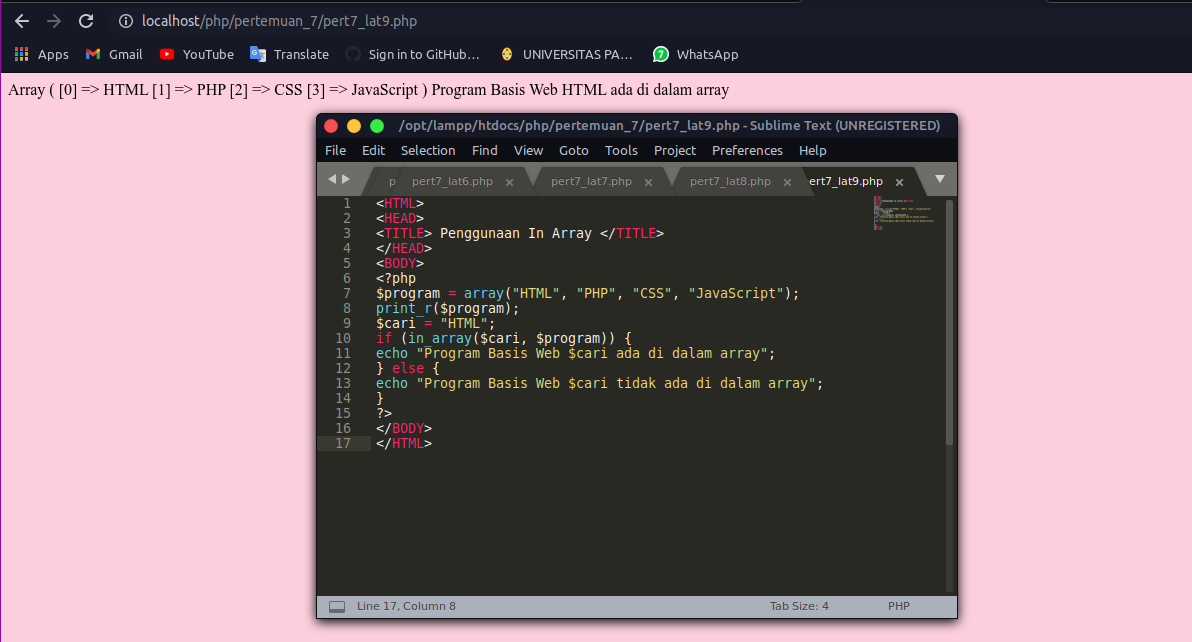 localhost/php/pertemuan_7/pert7_lat9.php
Apps Gmail YouTube Translate Sign in to GitHub... UNIVERSITAS PA... 7 WhatsApp
Array ( [0] => HTML [1] => PHP [2] => CSS [3] => JavaScript ) Program Basis Web HTML ada di dalam array
/opt/lampp/htdocs/php/pertemuan_7/pert7_lat9.php - Sublime Text (UNREGISTERED)
File Edit Selection Find View Goto Tools Project Preferences Help
p pert7_lat6.php × pert7_lat7.php × pert7_lat8.php × ert7_lat9.php ×
1 <HTML>
2 <HEAD>
3 <TITLE> Penggunaan In Array </TITLE>
4 </HEAD>
5 <BODY>
6 <?php
7 $program = array("HTML", "PHP", "CSS", "JavaScript");
8 print_r($program);
9 $cari = "HTML";
10 if (in_array($cari, $program)) {
11 echo "Program Basis Web $cari ada di dalam array";
12 } else {
13 echo "Program Basis Web $cari tidak ada di dalam array";
14 }
15 ?>
16 </BODY>
17 </HTML>
Line 17, Column 8 Tab Size: 4 PHP